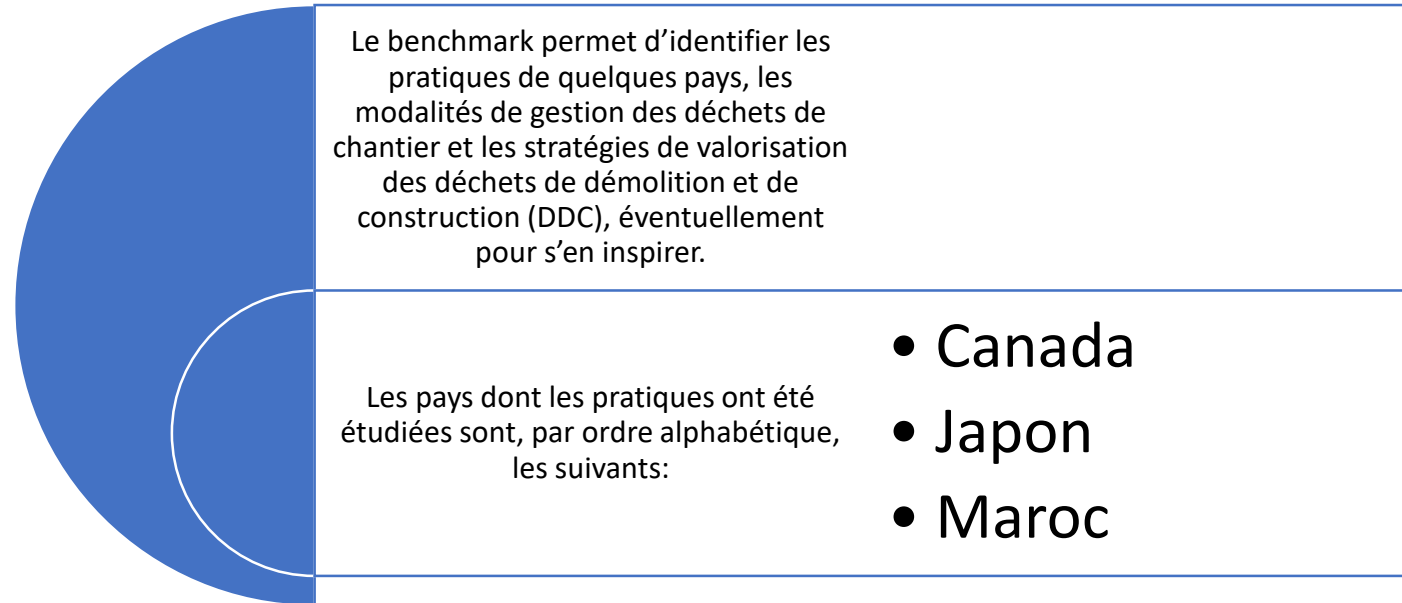 Le benchmark permet d’identifier les
pratiques de quelques pays, les
modalités de gestion des déchets de
chantier et les stratégies de valorisation
des déchets de démolition et de
construction (DDC), éventuellement
pour s’en inspirer.
Les pays dont les pratiques ont été
étudiées sont, par ordre alphabétique,
les suivants:
• Canada
• Japon
• Maroc